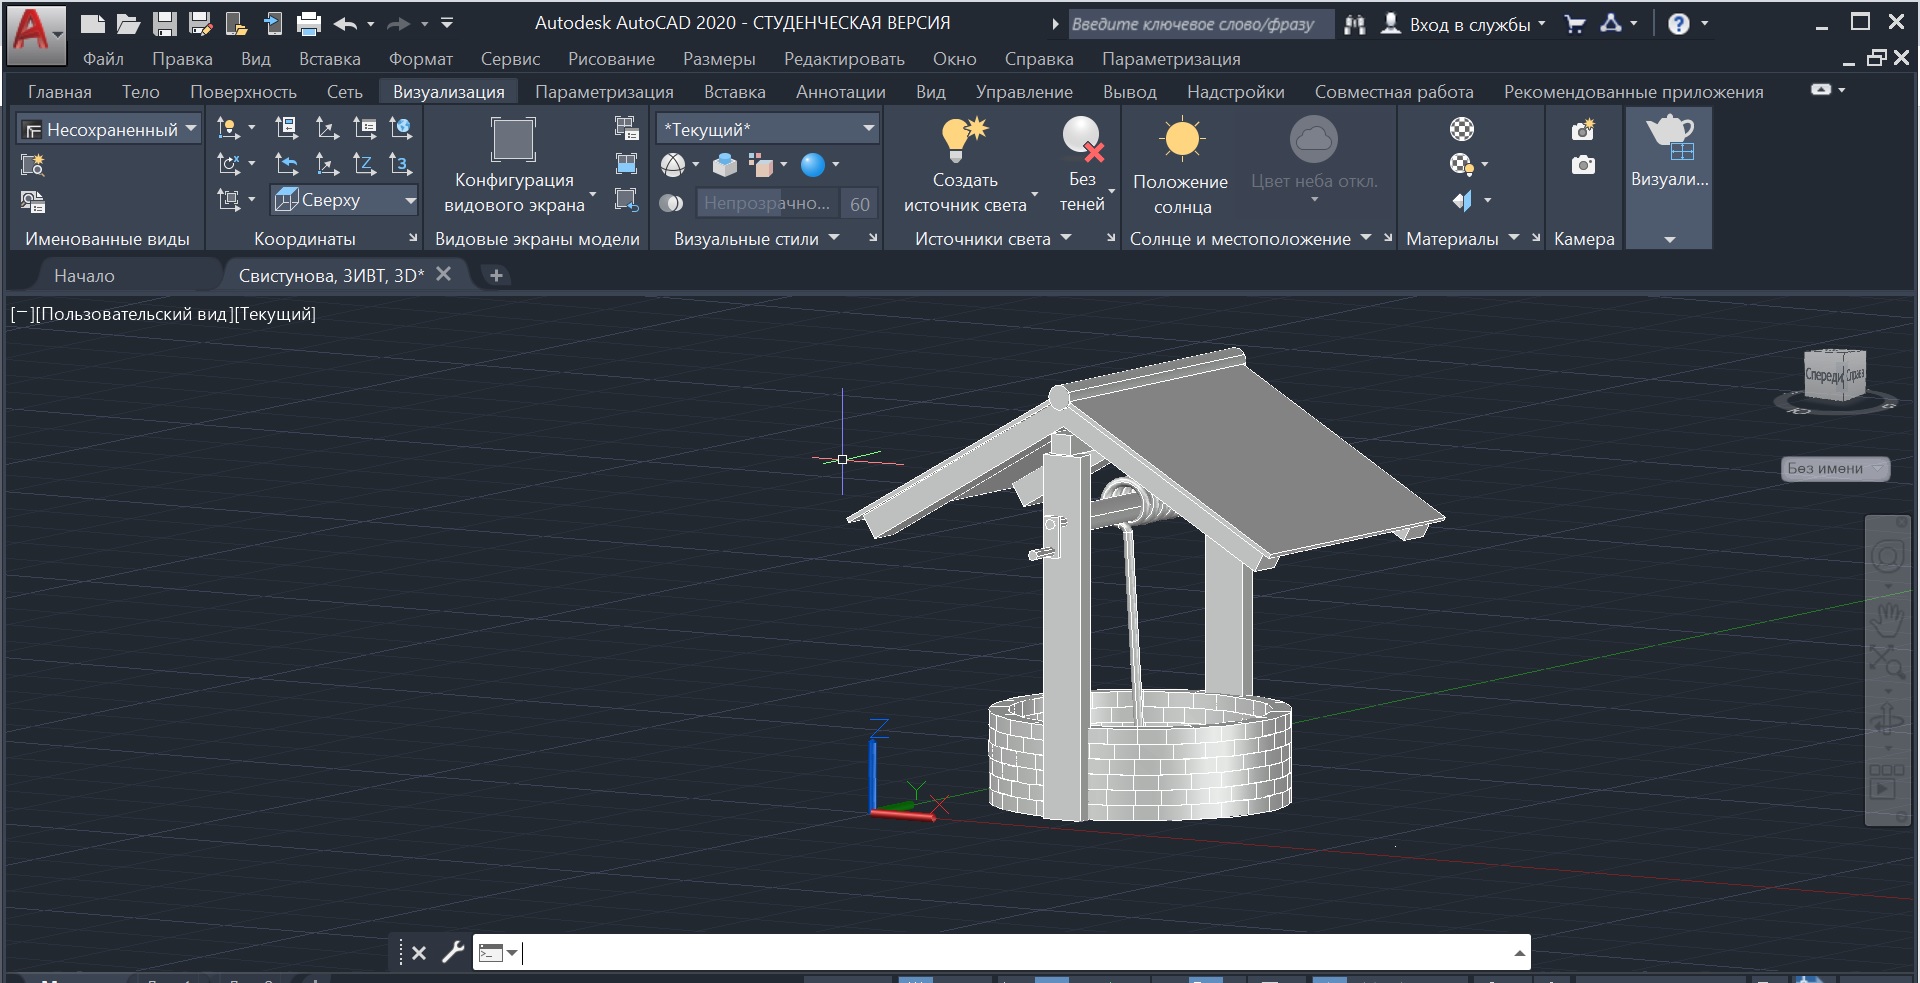 Autodesk AutoCAD 2020 - СТУДЕНЧЕСКАЯ ВЕРСИЯ
Введите ключевое слово/фразу
Вход в службы
Файл Правка Вид Вставка Формат Сервис Рисование Размеры Редактировать Окно Справка Параметризация
Главная Тело Поверхность Сеть Визуализация Параметризация Вставка Аннотации Вид Управление Вывод Надстройки Совместная работа Рекомендованные приложения
Несохраненный
Сверху
Именованные виды
Координаты
Конфигурация
видового экрана
Видовые экраны модели
*Текущий*
Непрозрачно... 60
Визуальные стили
Создать
источник света
Без
теней
Источники света
Положение
солнца
Цвет неба откл.
Солнце и местоположение
Материалы
Камера
Визуали...
Начало
Свистунова, ЗИВТ, 3D*
[−][Пользовательский вид][Текущий]
Спереди
Справа
Ю
Без имени
Z
Y
X